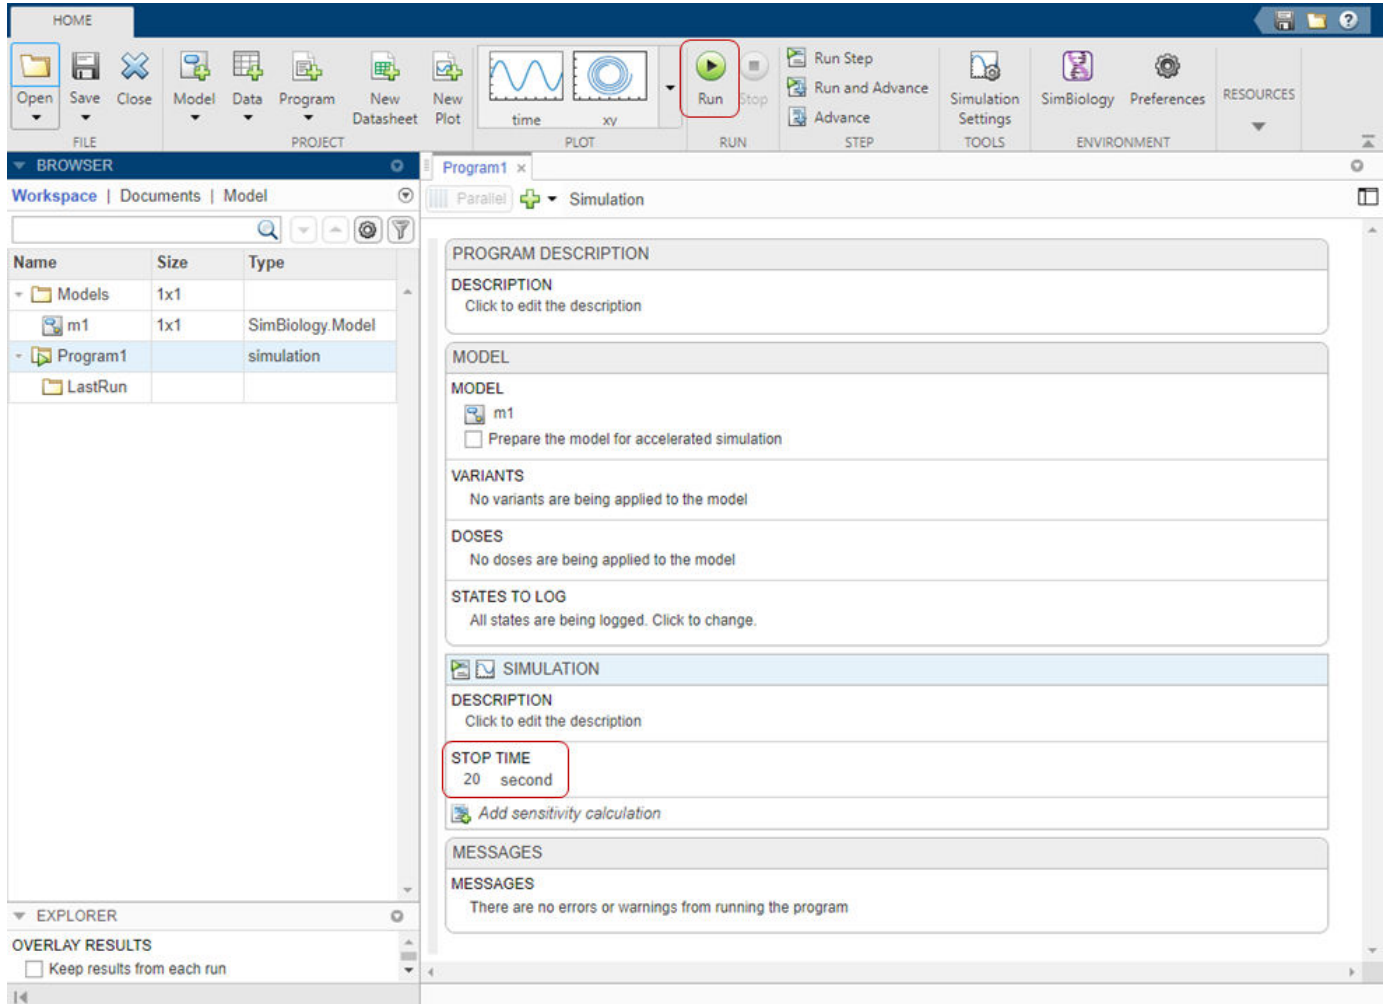 HOME
Open Save Close Model Data Program New Datasheet New Plot time xy Run Stop Run Step Simulation Settings SimBiology Preferences RESOURCES
Run and Advance
Advance
FILE PROJECT PLOT RUN STEP TOOLS ENVIRONMENT
BROWSER
Program1
Workspace | Documents | Model
Parallel Simulation
Name Size Type
Models 1x1
m1 1x1 SimBiology.Model
Program1 simulation
LastRun
PROGRAM DESCRIPTION
DESCRIPTION
Click to edit the description
MODEL
MODEL
m1
Prepare the model for accelerated simulation
VARIANTS
No variants are being applied to the model
DOSES
No doses are being applied to the model
STATES TO LOG
All states are being logged. Click to change.
SIMULATION
DESCRIPTION
Click to edit the description
STOP TIME
20 second
Add sensitivity calculation
MESSAGES
MESSAGES
There are no errors or warnings from running the program
EXPLORER
OVERLAY RESULTS
Keep results from each run